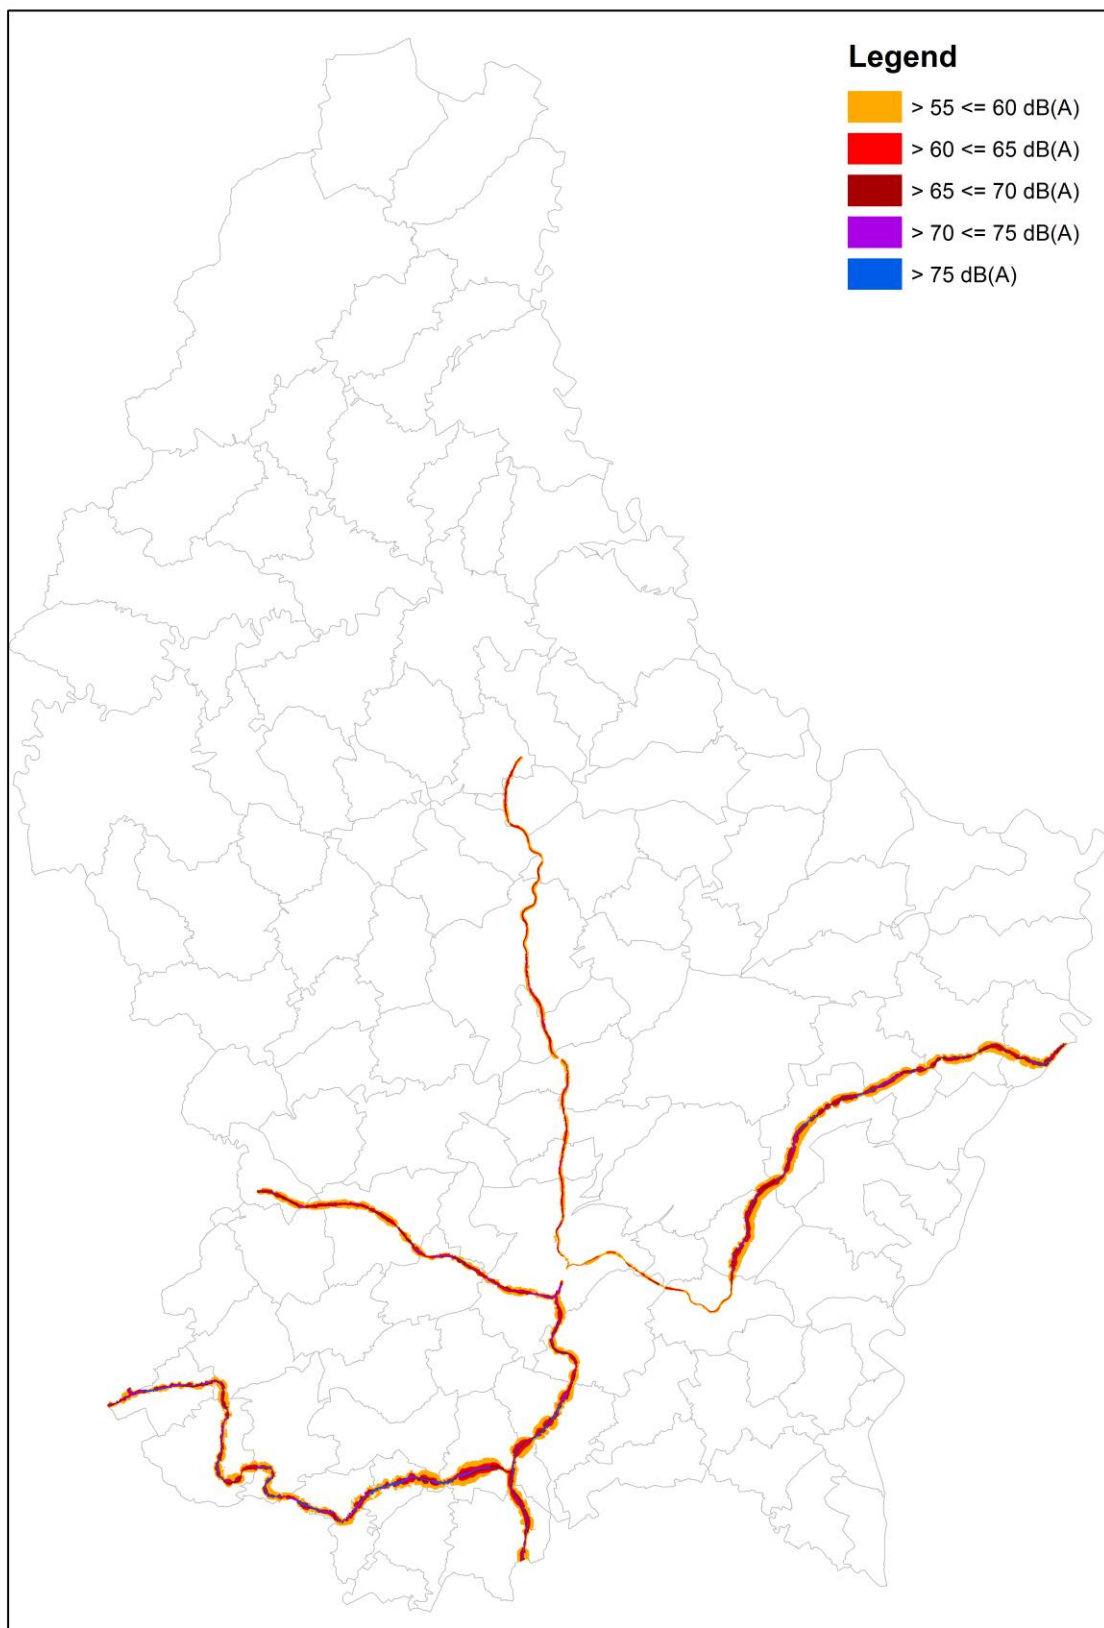 Legend
> 55 <= 60 dB(A)
> 60 <= 65 dB(A)
> 65 <= 70 dB(A)
> 70 <= 75 dB(A)
> 75 dB(A)